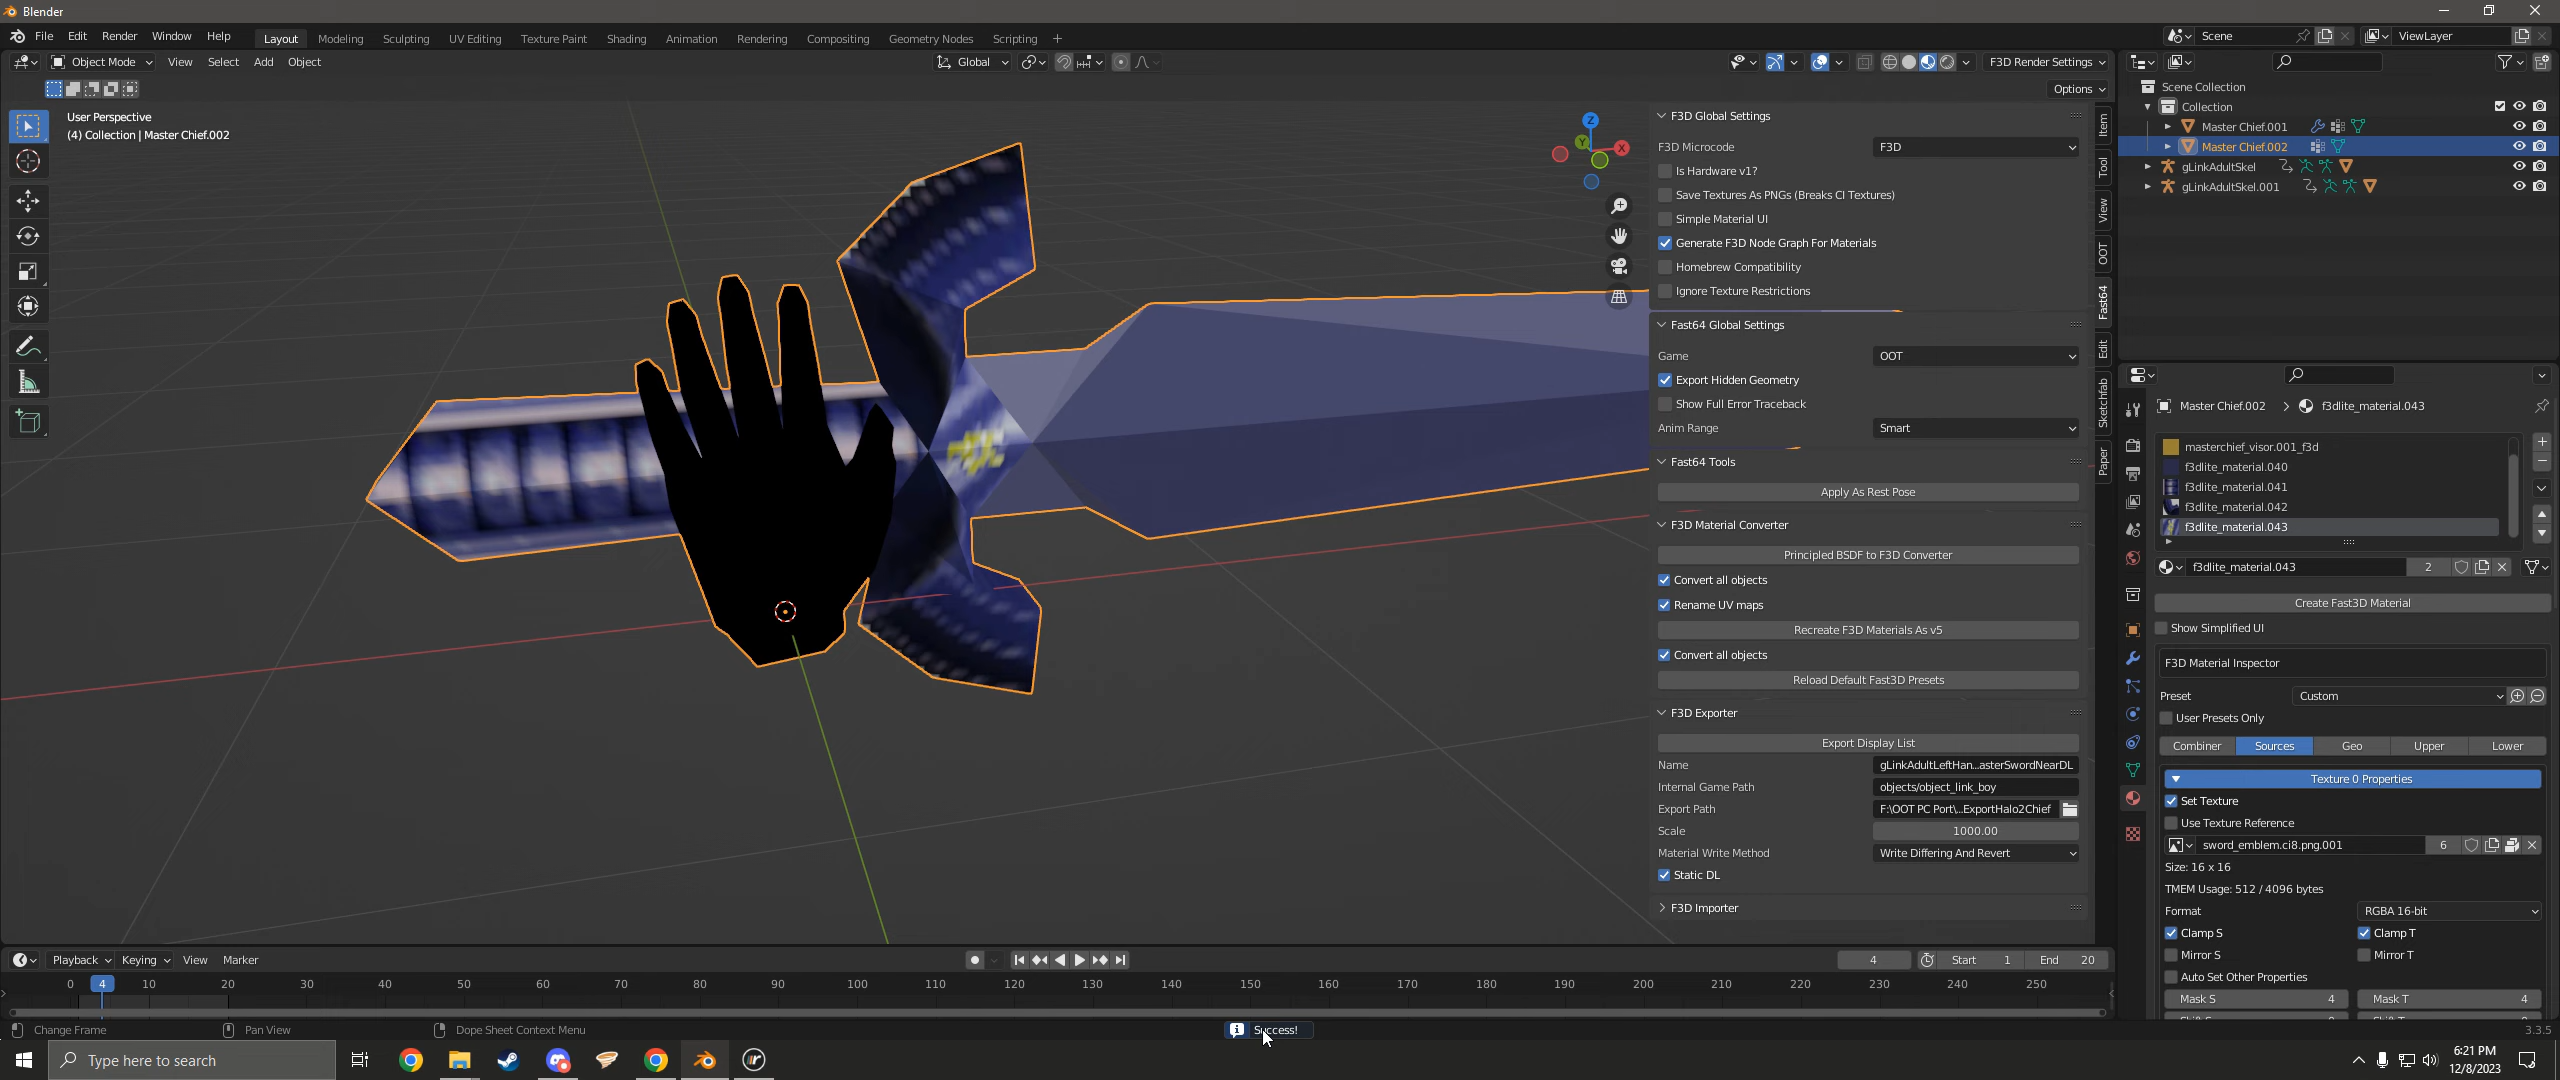 Blender
File Edit Render Window Help Layout Modeling Sculpting UV Editing Texture Paint Shading Animation Rendering Compositing Geometry Nodes Scripting +
Scene ViewLayer
Object Mode View Select Add Object Global F3D Render Settings
Options
User Perspective
(4) Collection | Master Chief.002
Z
Y
X
F3D Global Settings
F3D Microcode F3D
Is Hardware v1?
Save Textures As PNGs (Breaks CI Textures)
Simple Material UI
Generate F3D Node Graph For Materials
Homebrew Compatibility
Ignore Texture Restrictions
Fast64 Global Settings
Game OOT
Export Hidden Geometry
Show Full Error Traceback
Anim Range Smart
Fast64 Tools
Apply As Rest Pose
F3D Material Converter
Principled BSDF to F3D Converter
Convert all objects
Rename UV maps
Recreate F3D Materials As v5
Convert all objects
Reload Default Fast3D Presets
F3D Exporter
Export Display List
Name gLinkAdultLeftHan...asterSwordNearDL
Internal Game Path objects/object_link_boy
Export Path F:\OOT PC Port\...ExportHalo2Chief
Scale 1000.00
Material Write Method Write Differing And Revert
Static DL
F3D Importer
Item
Tool
View
OOT
Fast64
Edit
Sketchfab
Paper
Scene Collection
Collection
Master Chief.001
Master Chief.002
gLinkAdultSkel
gLinkAdultSkel.001
Master Chief.002 > f3dlite_material.043
masterchief_visor.001_f3d
f3dlite_material.040
f3dlite_material.041
f3dlite_material.042
f3dlite_material.043
f3dlite_material.043 2
Create Fast3D Material
Show Simplified UI
F3D Material Inspector
Preset Custom
User Presets Only
Combiner Sources Geo Upper Lower
Texture 0 Properties
Set Texture
Use Texture Reference
sword_emblem.ci8.png.001 6
Size: 16 x 16
TMEM Usage: 512 / 4096 bytes
Format RGBA 16-bit
Clamp S Clamp T
Mirror S Mirror T
Auto Set Other Properties
Mask S 4 Mask T 4
Playback Keying View Marker 4 Start 1 End 20
0 4 10 20 30 40 50 60 70 80 90 100 110 120 130 140 150 160 170 180 190 200 210 220 230 240 250
Change Frame Pan View Dope Sheet Context Menu Success! 3.3.5
Type here to search
6:21 PM
12/8/2023